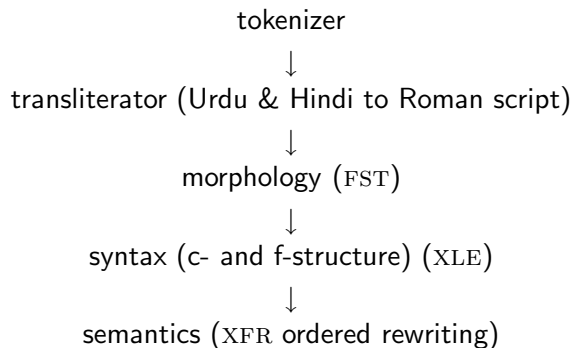 tokenizer
↓
transliterator (Urdu & Hindi to Roman script)
↓
morphology (FST)
↓
syntax (c- and f-structure) (XLE)
↓
semantics (XFR ordered rewriting)